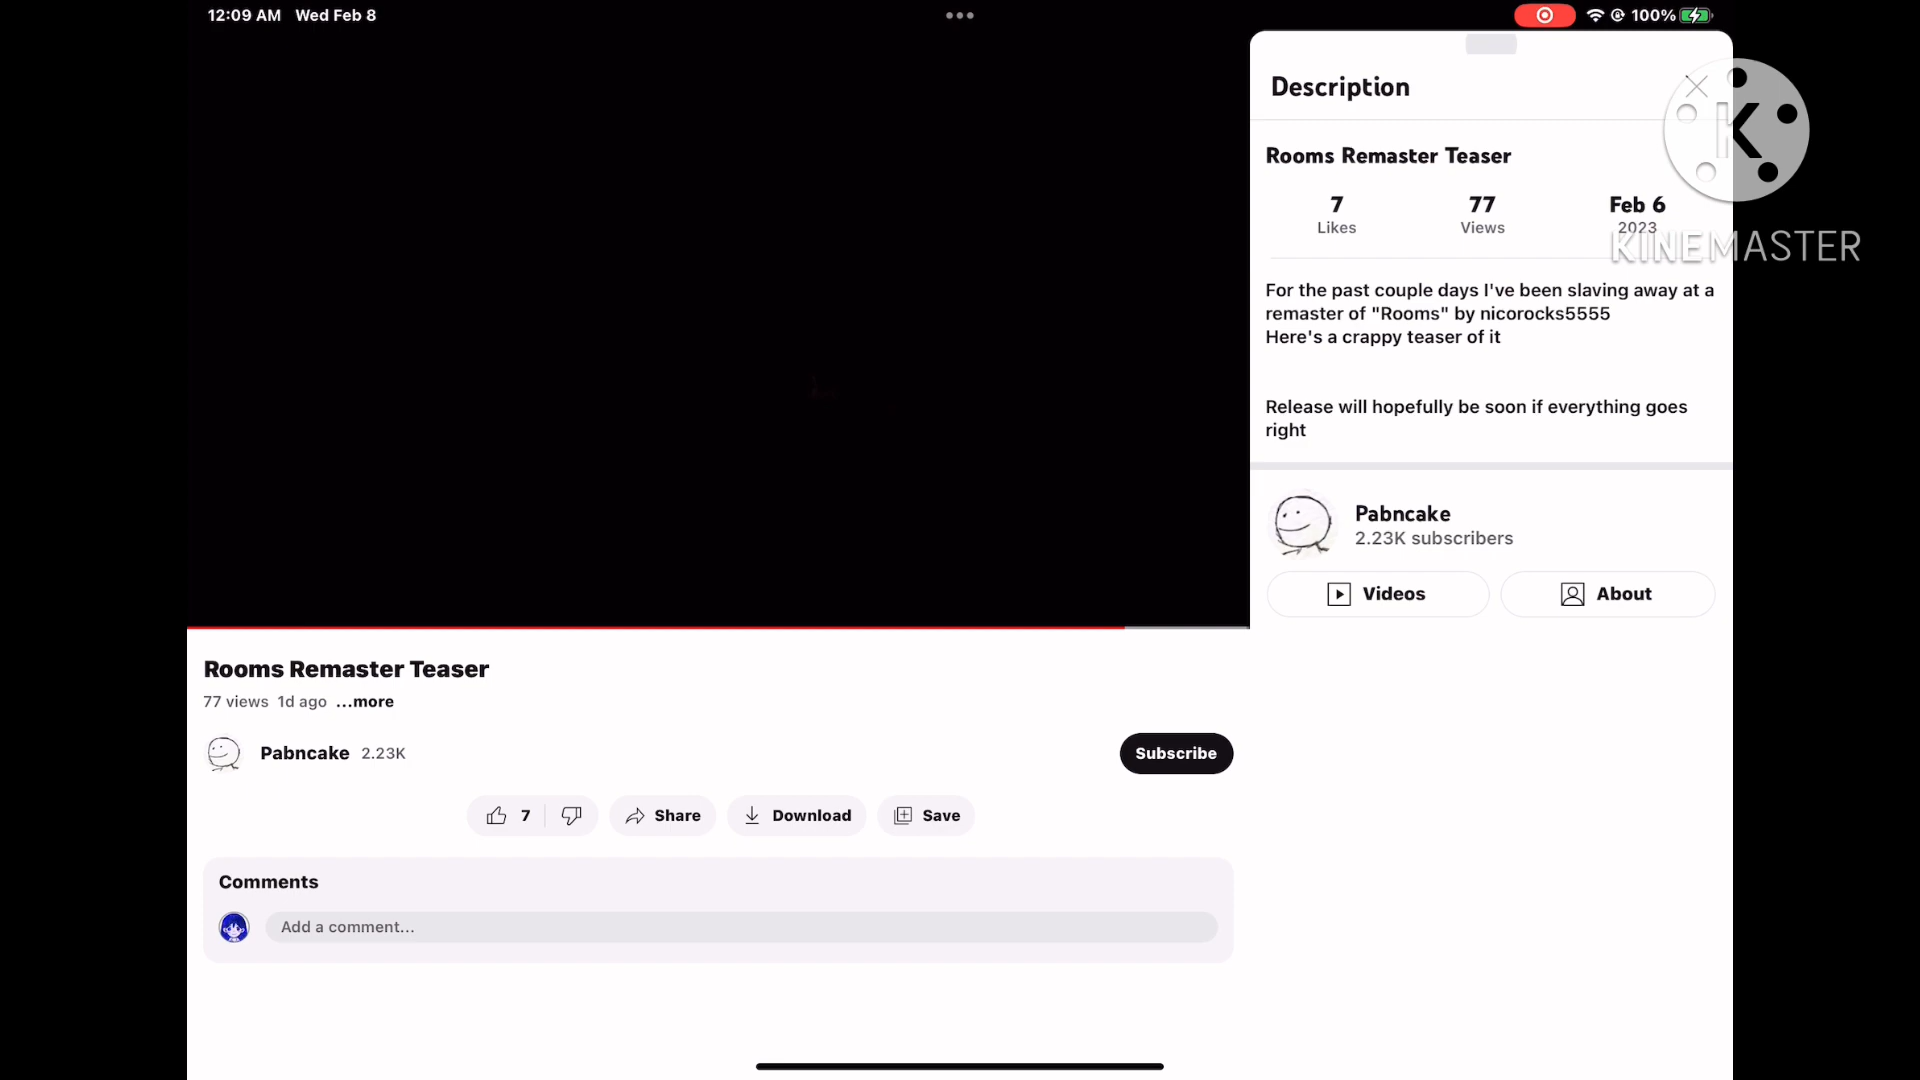 12:09 AM Wed Feb 8
100%
Description
Rooms Remaster Teaser
7
Likes
77
Views
Feb 6
2023
K
KINEMASTER
For the past couple days I've been slaving away at a
remaster of "Rooms" by nicorocks5555
Here's a crappy teaser of it
Release will hopefully be soon if everything goes
right
Pabncake
2.23K subscribers
Videos
About
Rooms Remaster Teaser
77 views 1d ago ...more
Pabncake 2.23K
Subscribe
7
Share
Download
Save
Comments
Add a comment...